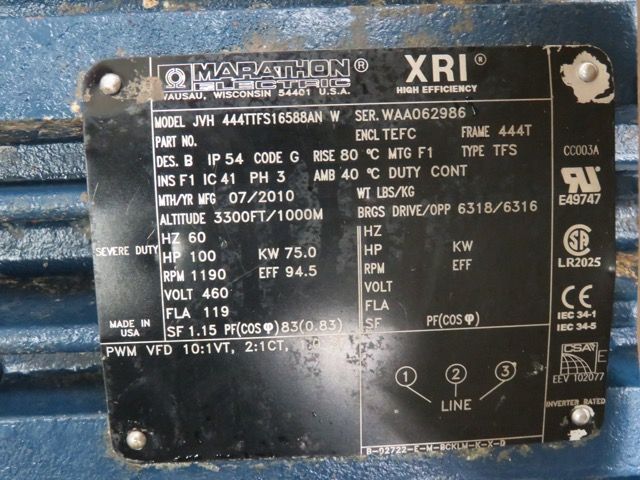 MARATHON® XRI®
ELECTRIC HIGH EFFICIENCY
WAUSAU, WISCONSIN 54401 U.S.A.
MODEL JVH 444TTFS16588AN W SER. WAA062986
PART NO. ENCL TEFC FRAME 444T
DES. B IP 54 CODE G RISE 80 °C MTG F1 TYPE TFS
INS F1 IC 41 PH 3 AMB 40 °C DUTY CONT
MTH/YR MFG 07/2010 WT LBS/KG
ALTITUDE 3300FT/1000M BRGS DRIVE/OPP 6318/6316
SEVERE DUTY
HZ 60
HP 100 KW 75.0
RPM 1190 EFF 94.5
VOLT 460
FLA 119
SF 1.15 PF(COS φ) 83(0.83)
HZ
HP KW
RPM EFF
VOLT
FLA
SF PF(COS φ)
MADE IN
USA
PWM VFD 10:1VT, 2:1CT,
1 2 3
LINE
CC003A
E49747
LR2025
CE
IEC 34-1
IEC 34-5
CSA
E
EEV 102077
INVERTER RATED
B-02722-E-M-BCKLM-K-X-D